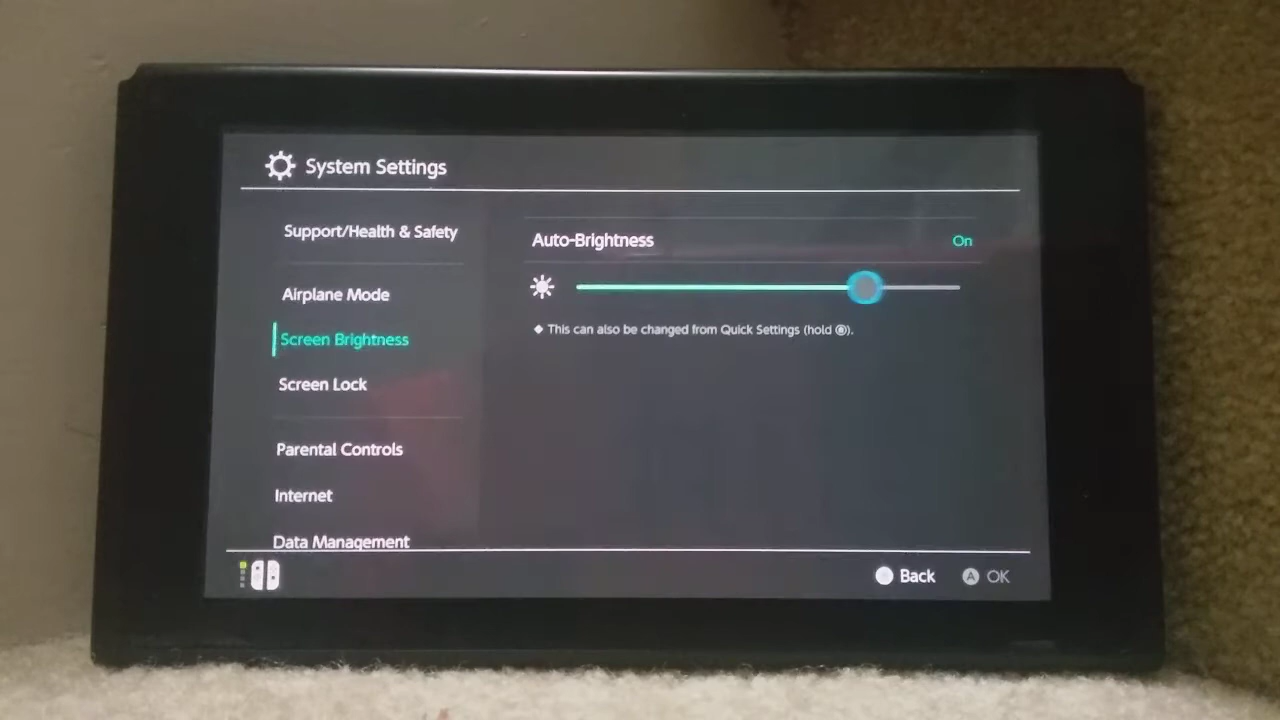 System Settings
Support/Health & Safety
Airplane Mode
Screen Brightness
Screen Lock
Parental Controls
Internet
Data Management
Auto-Brightness On
This can also be changed from Quick Settings (hold ).
Back A OK